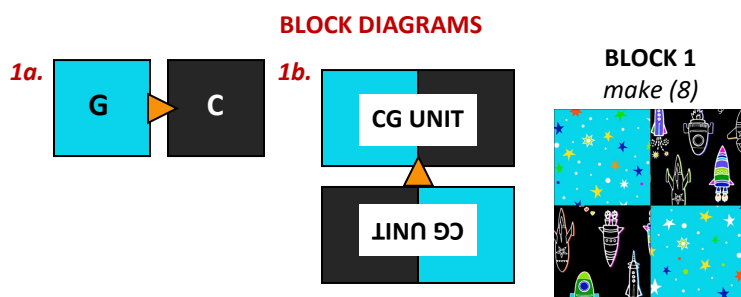 BLOCK DIAGRAMS
1a.
G
C
1b.
CG UNIT
CG UNIT
BLOCK 1
make (8)